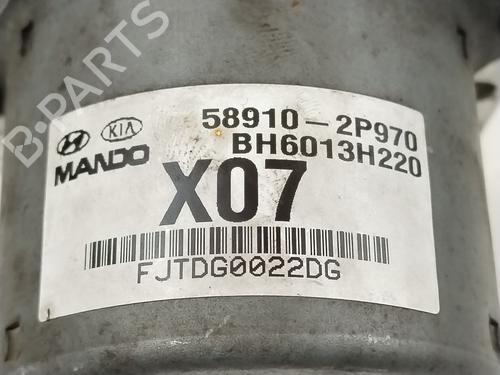 B-PARTS
58910-2P970
KIA
BH6013H220
MANDO
X07
FJTDG0022DG